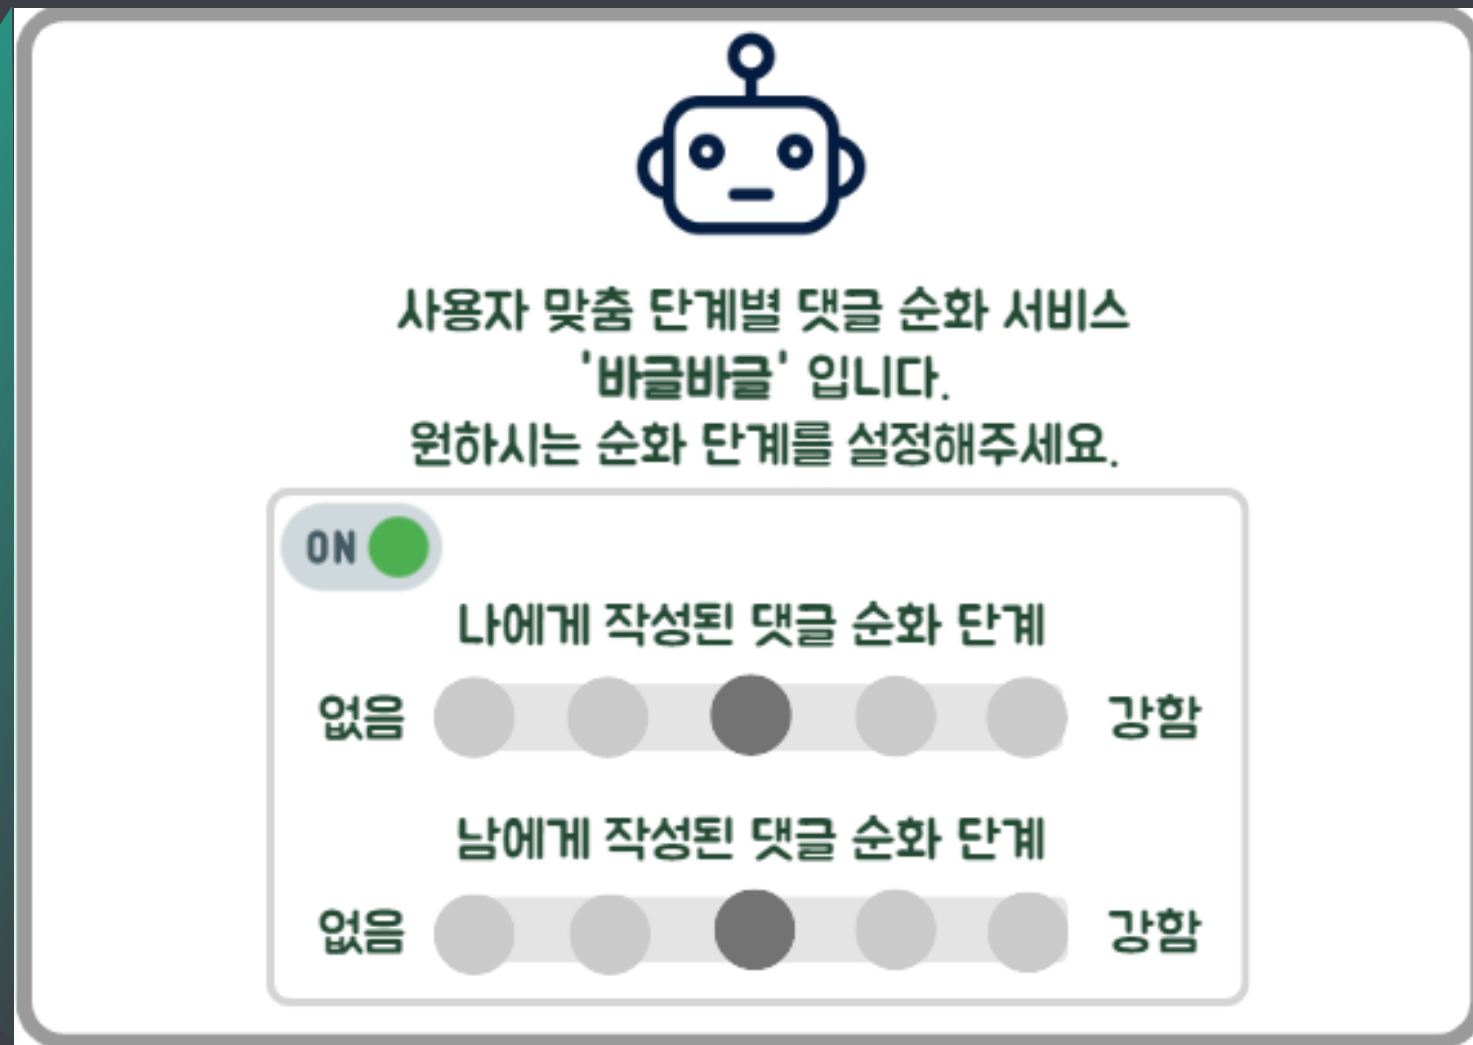 사용자 맞춤 단계별 댓글 순화 서비스
'바글바글' 입니다.
원하시는 순화 단계를 설정해주세요.
ON
나에게 작성된 댓글 순화 단계
없음 강함
남에게 작성된 댓글 순화 단계
없음 강함